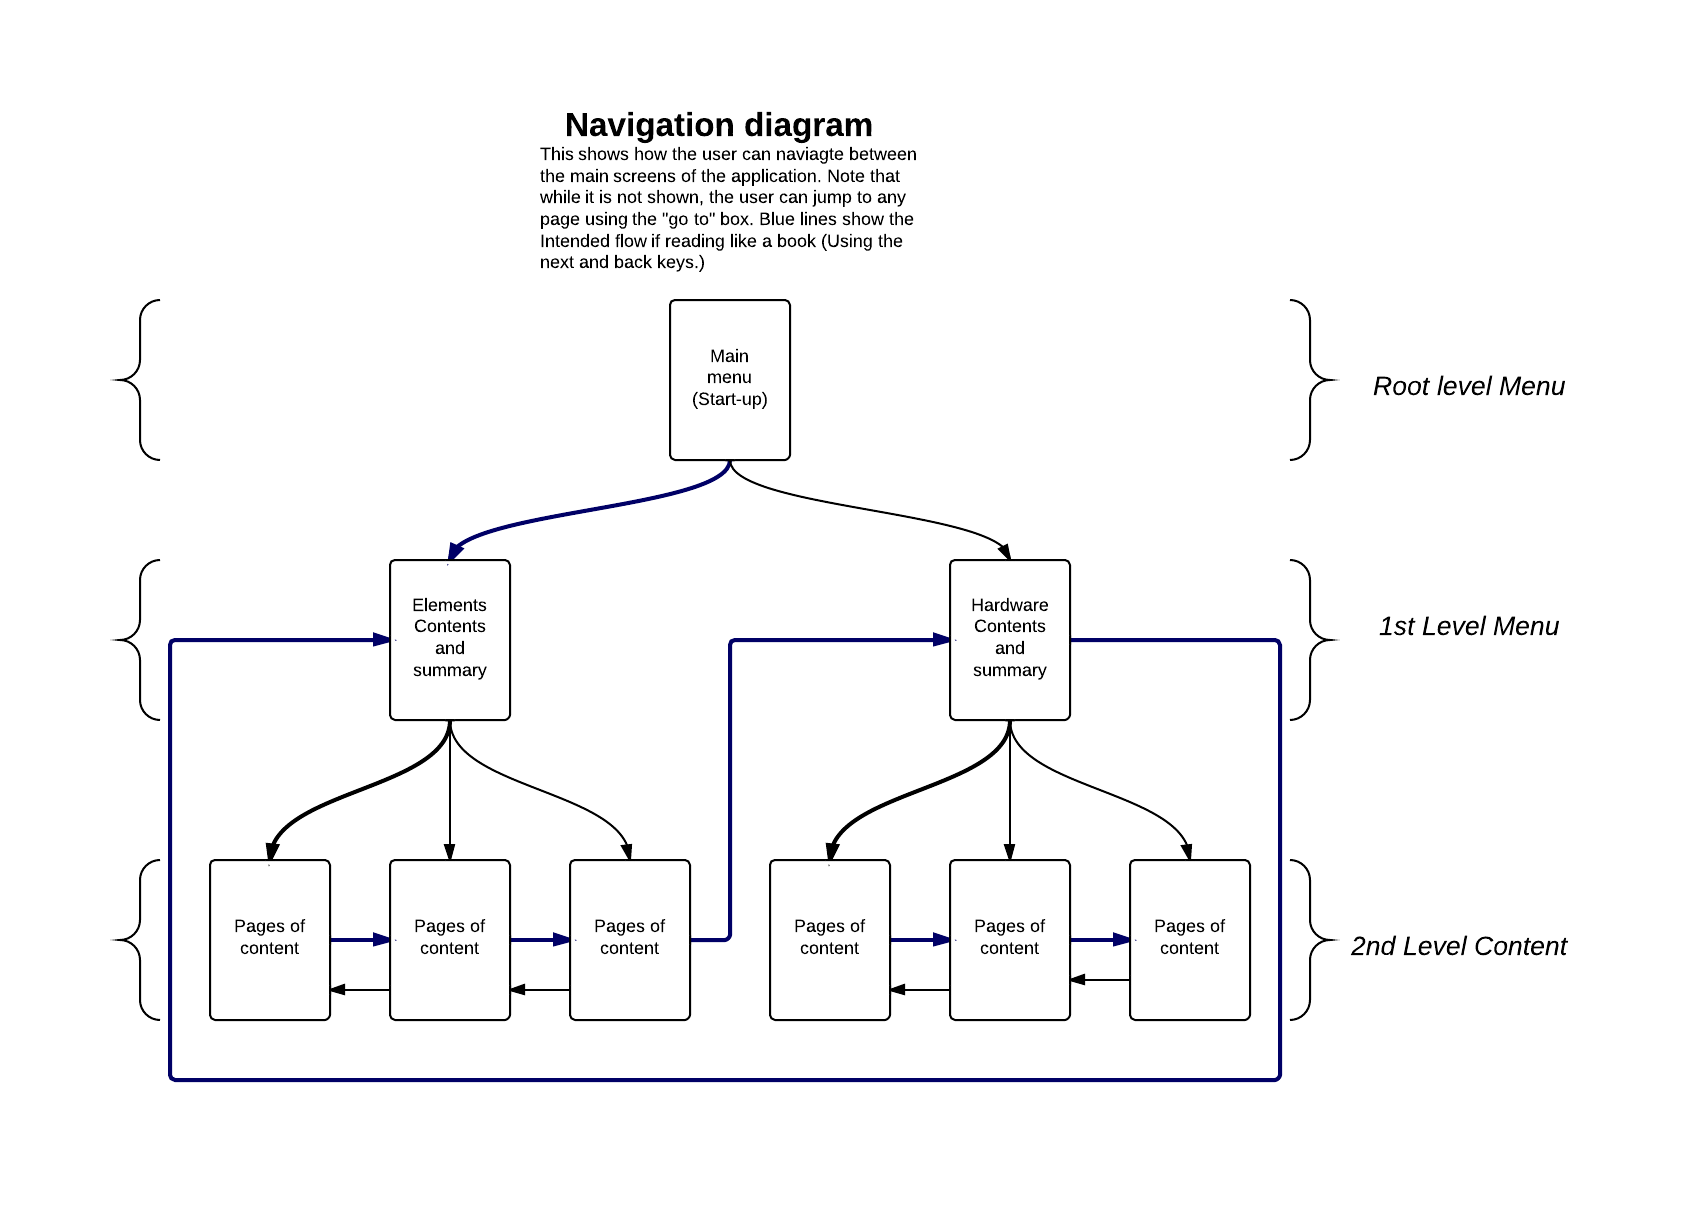 Navigation diagram
This shows how the user can naviagte between
the main screens of the application. Note that
while it is not shown, the user can jump to any
page using the "go to" box. Blue lines show the
Intended flow if reading like a book (Using the
next and back keys.)
Main
menu
(Start-up)
Root level Menu
Elements
Contents
and
summary
Hardware
Contents
and
summary
1st Level Menu
Pages of
content
Pages of
content
Pages of
content
Pages of
content
Pages of
content
Pages of
content
2nd Level Content